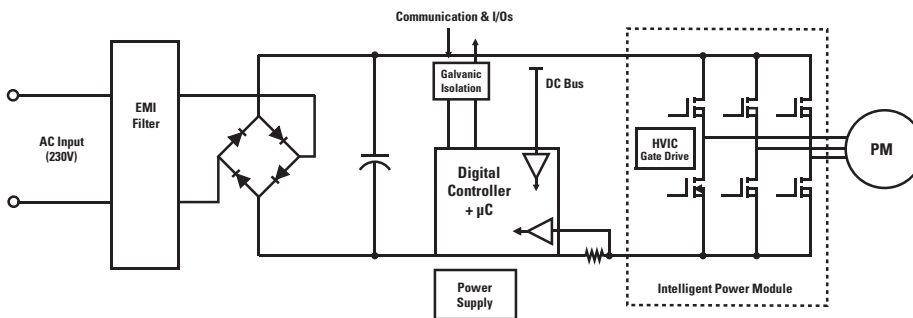 Communication & I/Os
EMI
Filter
AC Input
(230V)
Galvanic
Isolation
DC Bus
Digital
Controller
+ µC
Power
Supply
HVIC
Gate Drive
PM
Intelligent Power Module